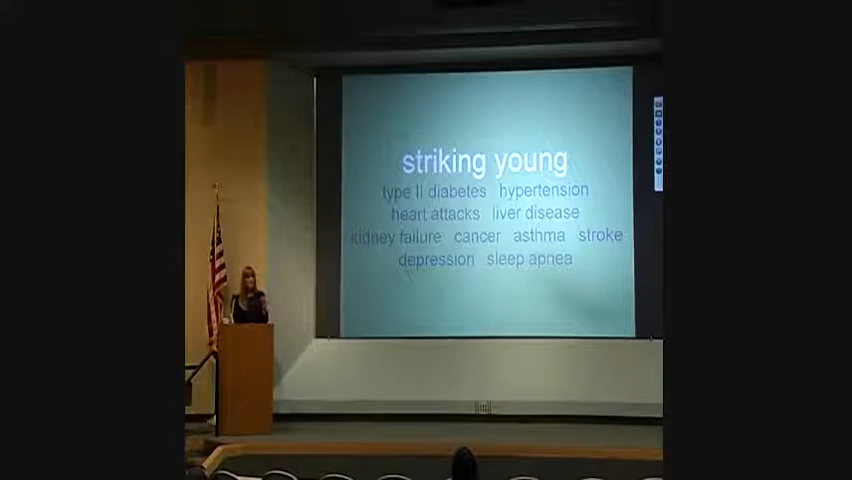 striking young
type II diabetes hypertension
heart attacks liver disease
kidney failure cancer asthma stroke
depression sleep apnea